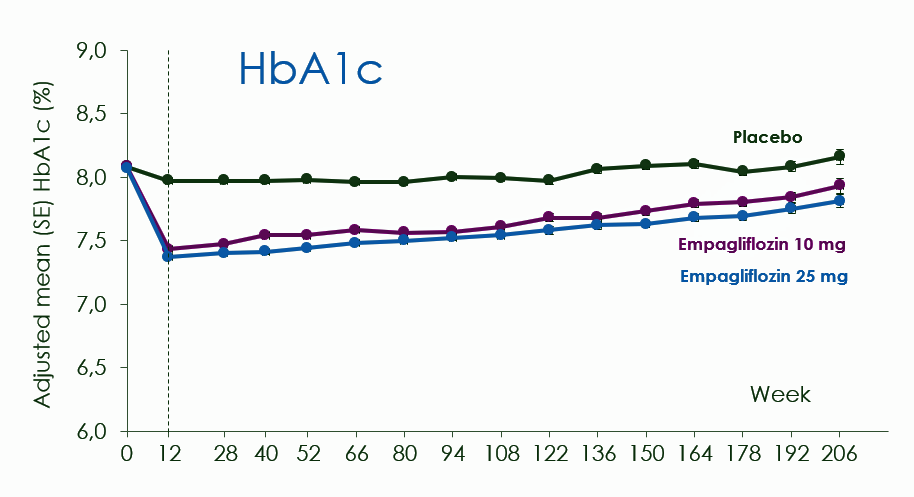 HbA1c
Adjusted mean (SE) HbA1c (%)
9,0
8,5
8,0
7,5
7,0
6,5
6,0
Placebo
Empagliflozin 10 mg
Empagliflozin 25 mg
Week
0 12 28 40 52 66 80 94 108 122 136 150 164 178 192 206